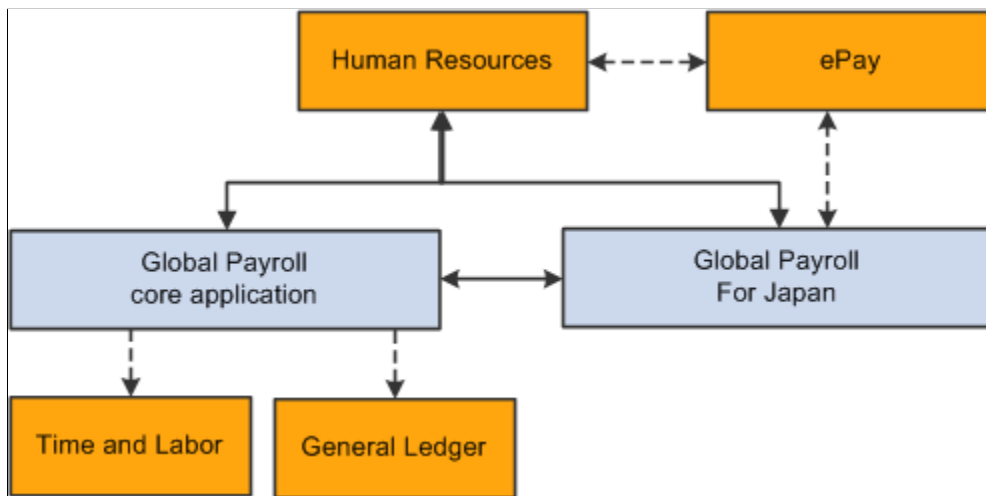 Human Resources
ePay
Global Payroll
core application
Global Payroll
For Japan
Time and Labor
General Ledger